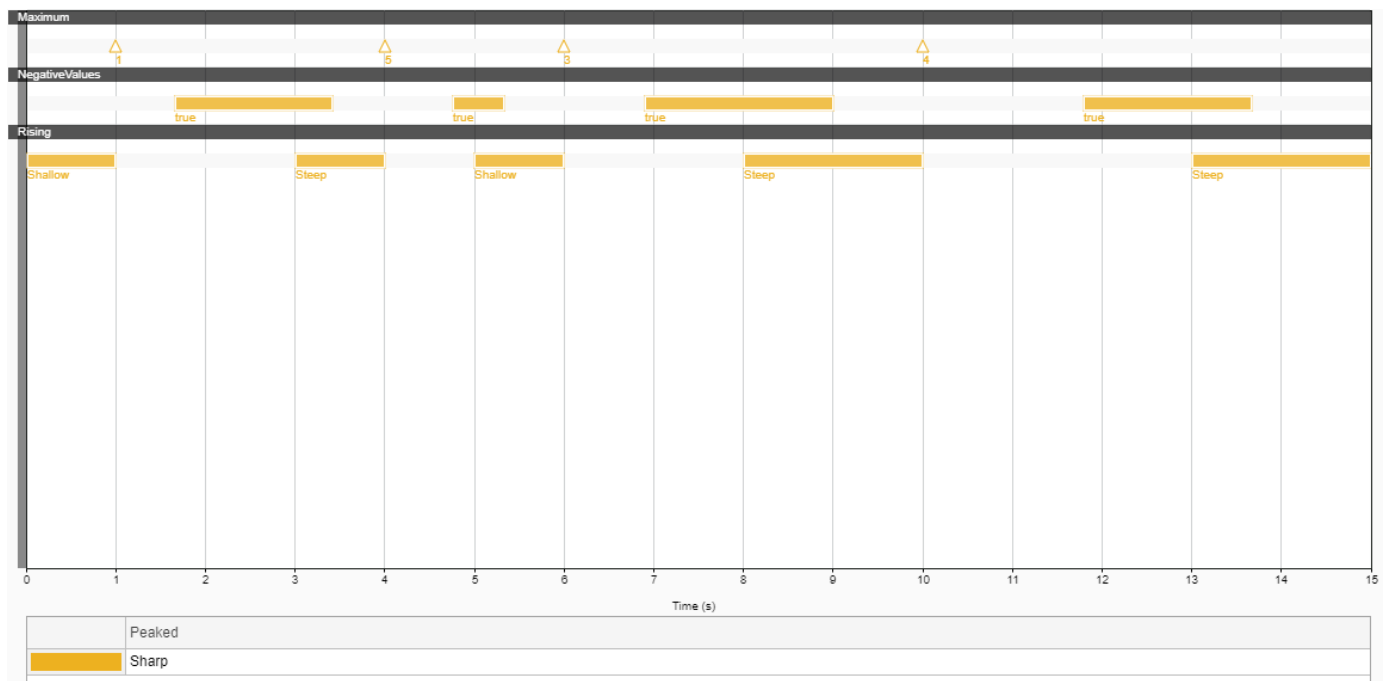 Maximum
1 5 3 4
NegativeValues
true true true true
Rising
Shallow Steep Shallow Steep Steep
0 1 2 3 4 5 6 7 8 9 10 11 12 13 14 15
Time (s)
Peaked
Sharp